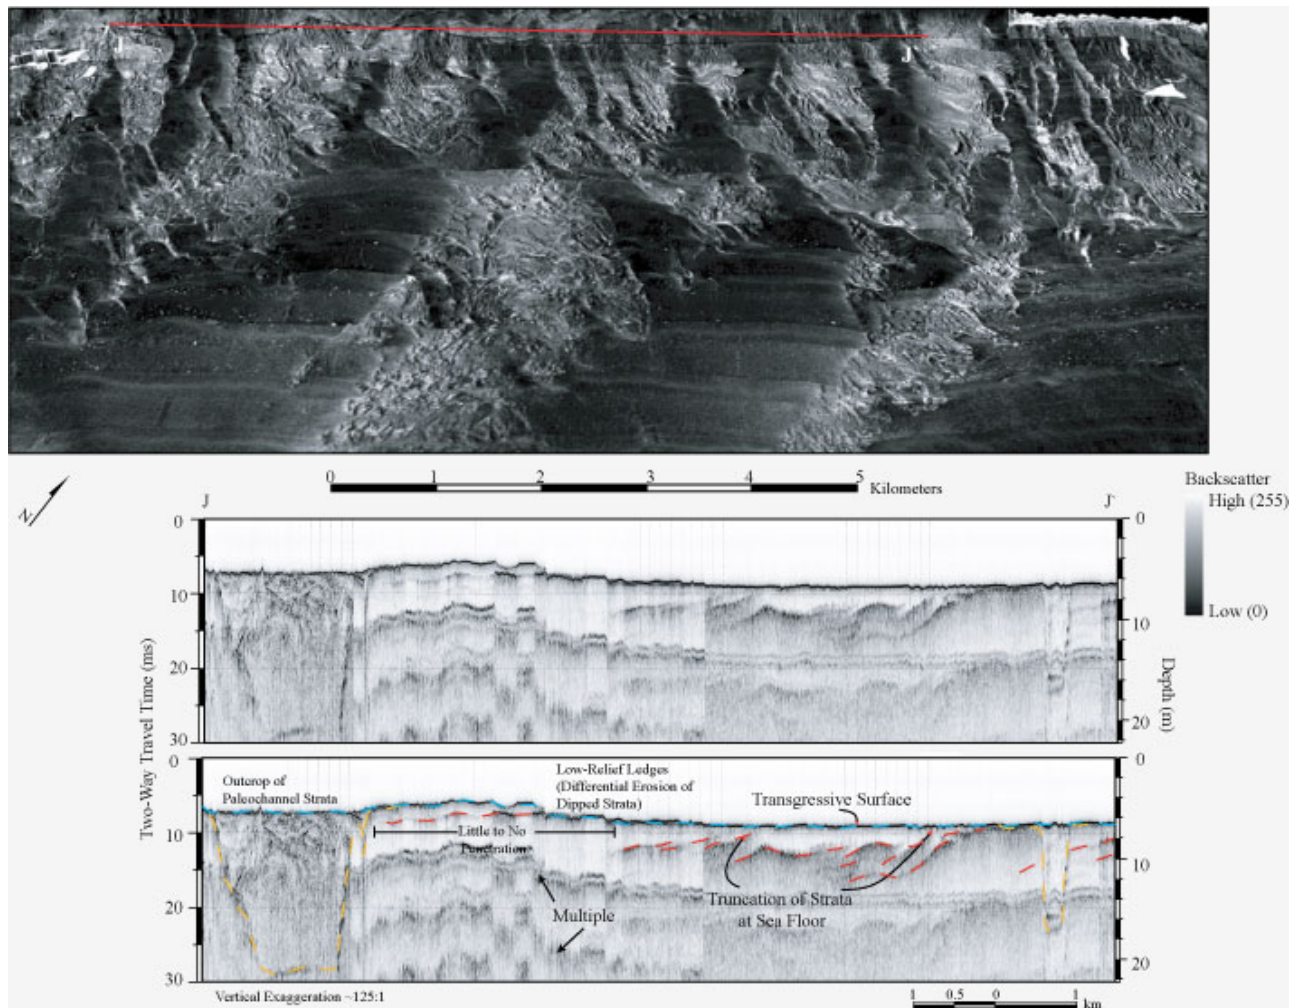 J
N
0 1 2 3 4 5
Kilometers
Backscatter
High (255)
Low (0)
J
J'
0
10
20
30
0
10
20
Two-Way Travel Time (ms)
Depth (m)
0
10
20
30
0
10
20
Outcrop of
Paleochannel Strata
Low-Relief Ledges
(Differential Erosion of
Dipped Strata)
Transgressive Surface
Little to No
Penetration
Multiple
Truncation of Strata
at Sea Floor
Vertical Exaggeration ~125:1
1 0.5 0 1
km